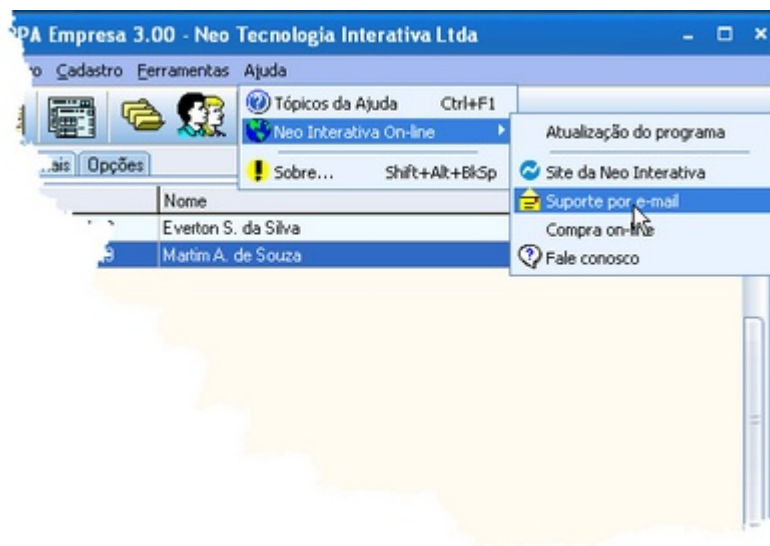 PA Empresa 3.00 - Neo Tecnologia Interativa Ltda
Cadastro Ferramentas Ajuda
Tópicos da Ajuda Ctrl+F1
Neo Interativa On-line
Sobre... Shift+Alt+BkSp
Atualização do programa
Site da Neo Interativa
Suporte por e-mail
Compra on-line
Fale conosco
ais Opções
Nome
Everton S. da Silva
Martim A. de Souza